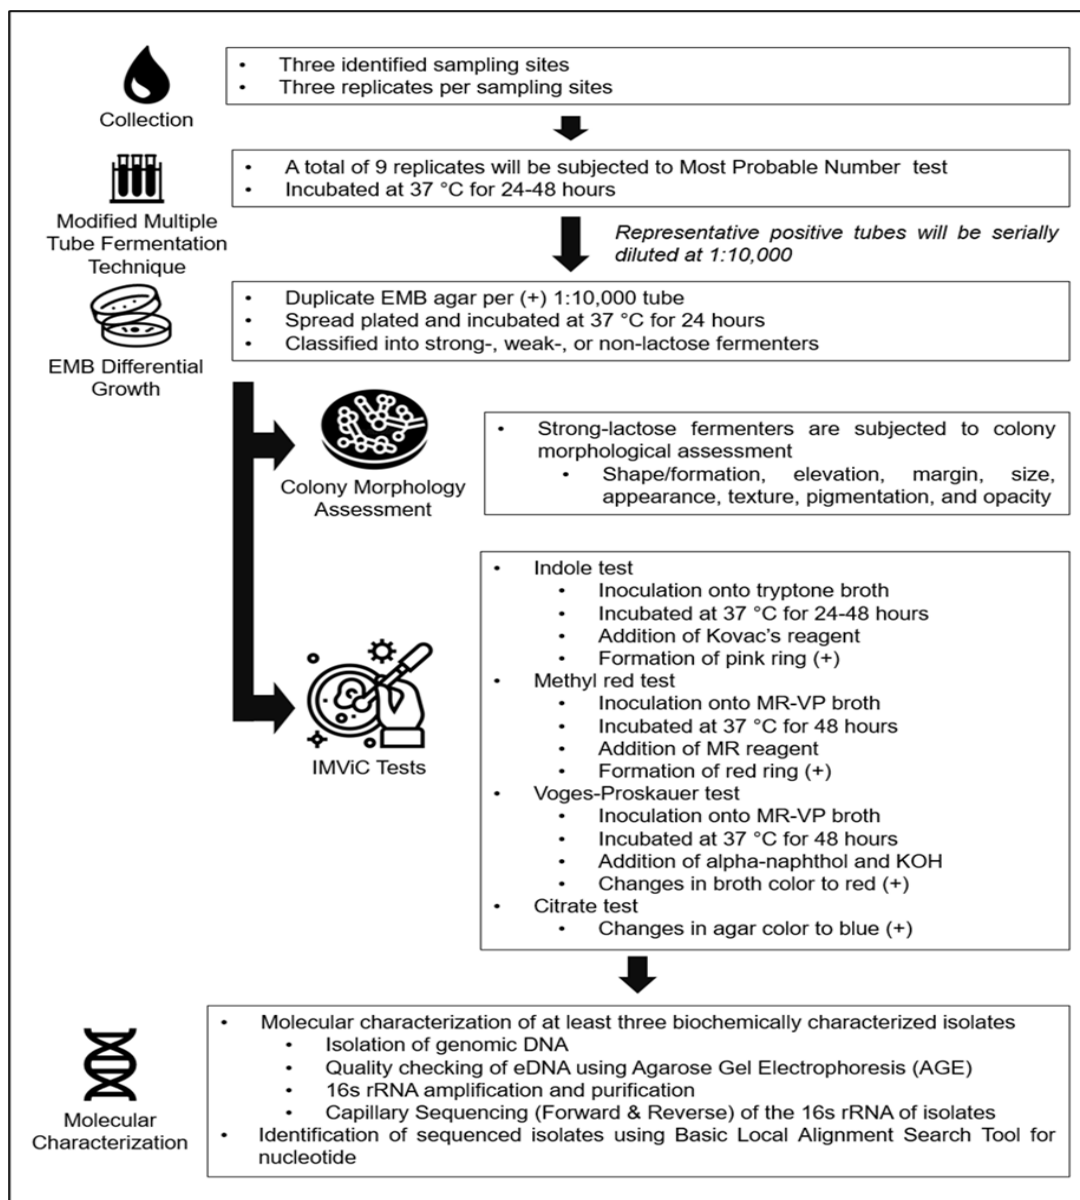 • Three identified sampling sites
• Three replicates per sampling sites
Collection
• A total of 9 replicates will be subjected to Most Probable Number test
• Incubated at 37 °C for 24-48 hours
Modified Multiple
Tube Fermentation
Technique
Representative positive tubes will be serially
diluted at 1:10,000
• Duplicate EMB agar per (+) 1:10,000 tube
• Spread plated and incubated at 37 °C for 24 hours
• Classified into strong-, weak-, or non-lactose fermenters
EMB Differential
Growth
• Strong-lactose fermenters are subjected to colony
morphological assessment
• Shape/formation, elevation, margin, size,
appearance, texture, pigmentation, and opacity
Colony Morphology
Assessment
• Indole test
• Inoculation onto tryptone broth
• Incubated at 37 °C for 24-48 hours
• Addition of Kovac's reagent
• Formation of pink ring (+)
• Methyl red test
• Inoculation onto MR-VP broth
• Incubated at 37 °C for 48 hours
• Addition of MR reagent
• Formation of red ring (+)
• Voges-Proskauer test
• Inoculation onto MR-VP broth
• Incubated at 37 °C for 48 hours
• Addition of alpha-naphthol and KOH
• Changes in broth color to red (+)
• Citrate test
• Changes in agar color to blue (+)
IMViC Tests
• Molecular characterization of at least three biochemically characterized isolates
• Isolation of genomic DNA
• Quality checking of eDNA using Agarose Gel Electrophoresis (AGE)
• 16s rRNA amplification and purification
• Capillary Sequencing (Forward & Reverse) of the 16s rRNA of isolates
• Identification of sequenced isolates using Basic Local Alignment Search Tool for
nucleotide
Molecular
Characterization